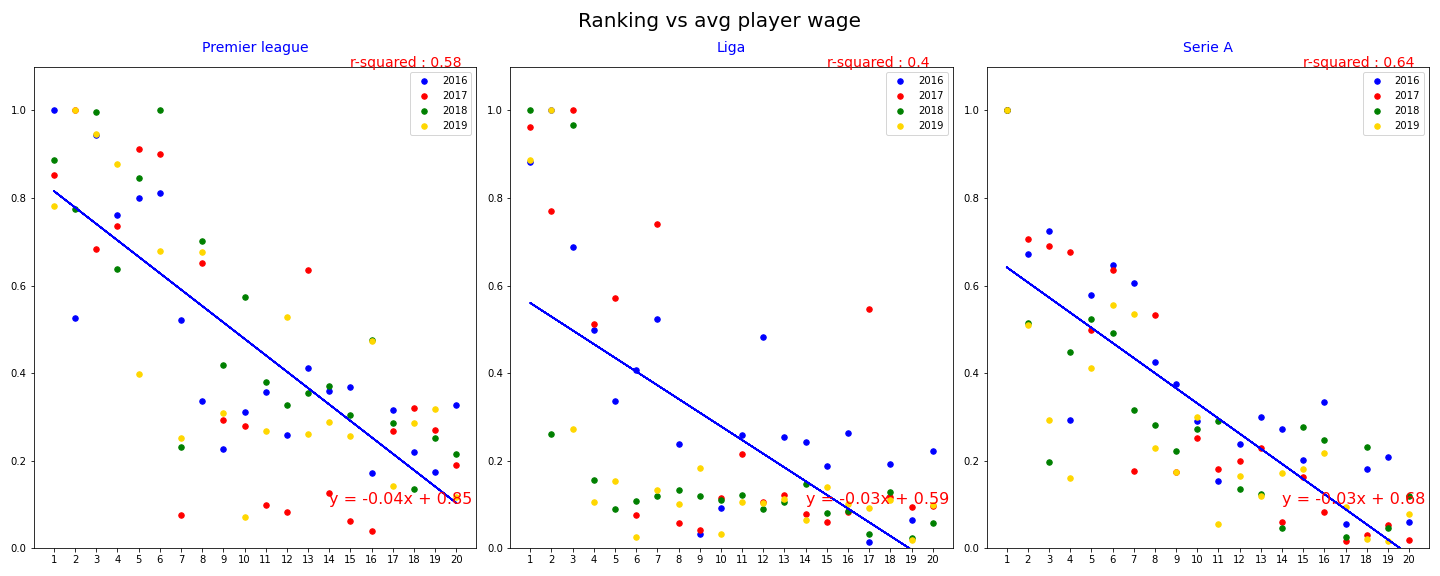 Ranking vs avg player wage
Premier league
r-squared : 0.58
2016
2017
2018
2019
1.0
0.8
0.6
0.4
0.2
0.0
y = -0.04x + 0.85
1 2 3 4 5 6 7 8 9 10 11 12 13 14 15 16 17 18 19 20
Liga
r-squared : 0.4
2016
2017
2018
2019
1.0
0.8
0.6
0.4
0.2
0.0
y = -0.03x + 0.59
1 2 3 4 5 6 7 8 9 10 11 12 13 14 15 16 17 18 19 20
Serie A
r-squared : 0.64
2016
2017
2018
2019
1.0
0.8
0.6
0.4
0.2
0.0
y = -0.03x + 0.68
1 2 3 4 5 6 7 8 9 10 11 12 13 14 15 16 17 18 19 20